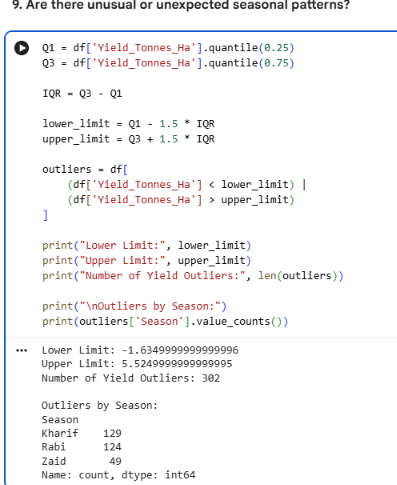 9. Are there unusual or unexpected seasonal patterns?
Q1 = df['Yield_Tonnes_Ha'].quantile(0.25)
Q3 = df['Yield_Tonnes_Ha'].quantile(0.75)
IQR = Q3 - Q1
lower_limit = Q1 - 1.5 * IQR
upper_limit = Q3 + 1.5 * IQR
outliers = df[
(df['Yield_Tonnes_Ha'] < lower_limit) |
(df['Yield_Tonnes_Ha'] > upper_limit)
]
print("Lower Limit:", lower_limit)
print("Upper Limit:", upper_limit)
print("Number of Yield Outliers:", len(outliers))
print("\nOutliers by Season:")
print(outliers['Season'].value_counts())
... Lower Limit: -1.6349999999999996
Upper Limit: 5.5249999999999995
Number of Yield Outliers: 302
Outliers by Season:
Season
Kharif 129
Rabi 124
Zaid 49
Name: count, dtype: int64